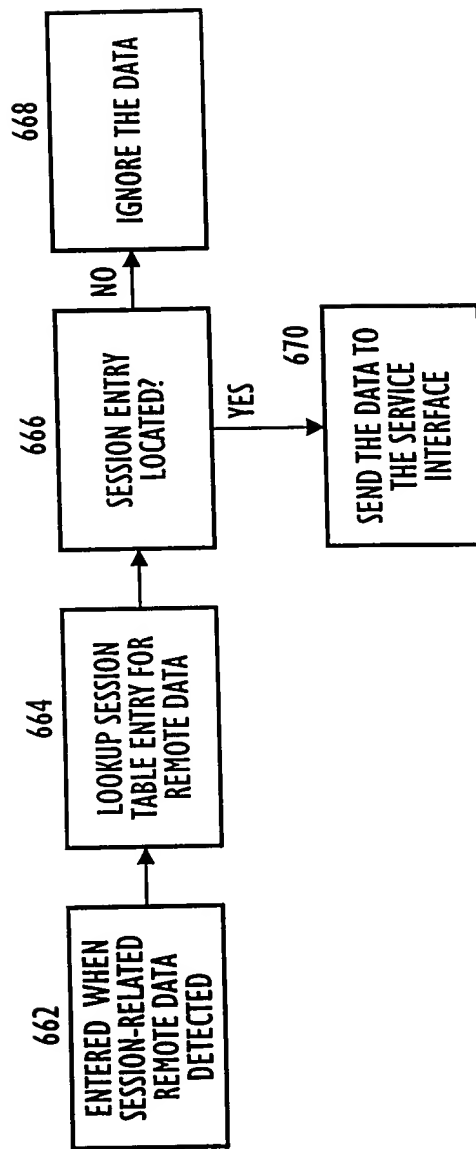 662
ENTERED WHEN
SESSION-RELATED
REMOTE DATA
DETECTED
664
LOOKUP SESSION
TABLE ENTRY FOR
REMOTE DATA
666
SESSION ENTRY
LOCATED?
NO
668
IGNORE THE DATA
YES
670
SEND THE DATA TO
THE SERVICE
INTERFACE